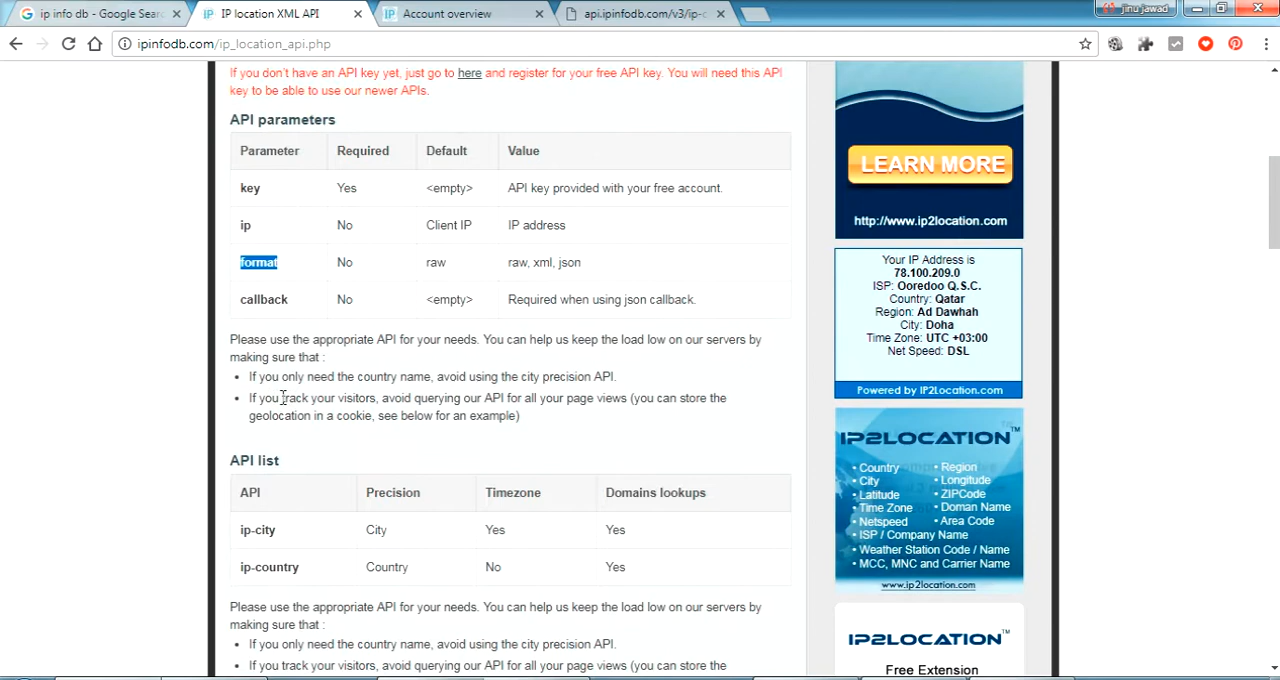 ip info db - Google Sear
IP location XML API
Account overview
api.ipinfodb.com/v3/ip-c
jinu jawad
ipinfodb.com/ip_location_api.php
If you don't have an API key yet, just go to here and register for your free API key. You will need this API
key to be able to use our newer APIs.
API parameters
Parameter Required Default Value
key Yes <empty> API key provided with your free account.
ip No Client IP IP address
format No raw raw, xml, json
callback No <empty> Required when using json callback.
Please use the appropriate API for your needs. You can help us keep the load low on our servers by
making sure that :
• If you only need the country name, avoid using the city precision API.
• If you track your visitors, avoid querying our API for all your page views (you can store the
geolocation in a cookie, see below for an example)
API list
API Precision Timezone Domains lookups
ip-city City Yes Yes
ip-country Country No Yes
Please use the appropriate API for your needs. You can help us keep the load low on our servers by
making sure that :
• If you only need the country name, avoid using the city precision API.
• If you track your visitors, avoid querying our API for all your page views (you can store the
LEARN MORE
http://www.ip2location.com
Your IP Address is
78.100.209.0
ISP: Ooredoo Q.S.C.
Country: Qatar
Region: Ad Dawhah
City: Doha
Time Zone: UTC +03:00
Net Speed: DSL
Powered by IP2Location.com
IP2LOCATION™
• Country • Region
• City • Longitude
• Latitude • ZIPCode
• Time Zone • Doman Name
• Netspeed • Area Code
• ISP / Company Name
• Weather Station Code / Name
• MCC, MNC and Carrier Name
www.ip2location.com
IP2LOCATION™
Free Extension